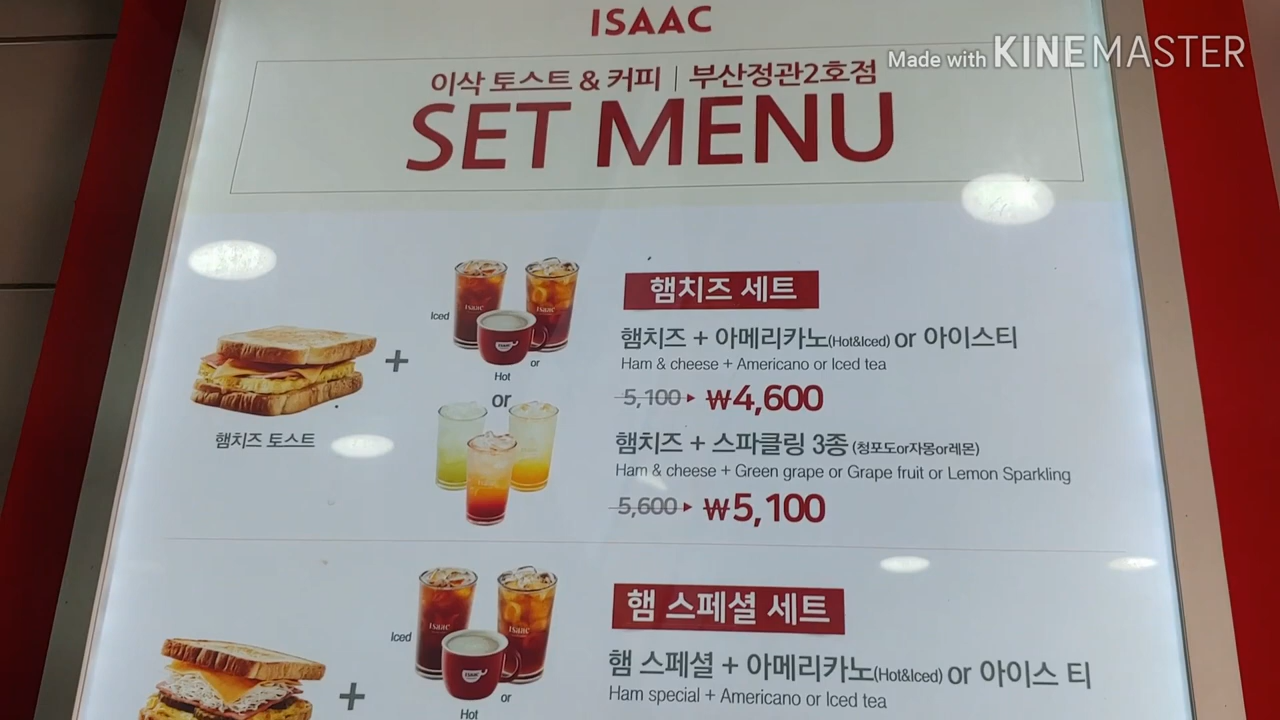 ISAAC
Made with KINEMASTER
이삭 토스트 & 커피 | 부산정관2호점
SET MENU
햄치즈 토스트
+
Iced
Hot
or
or
햄치즈 세트
햄치즈 + 아메리카노(Hot&Iced) or 아이스티
Ham & cheese + Americano or Iced tea
5,100 ▸ ₩4,600
햄치즈 + 스파클링 3종 (청포도or자몽or레몬)
Ham & cheese + Green grape or Grape fruit or Lemon Sparkling
5,600 ▸ ₩5,100
+
Iced
Hot
or
햄 스페셜 세트
햄 스페셜 + 아메리카노(Hot&Iced) or 아이스 티
Ham special + Americano or Iced tea